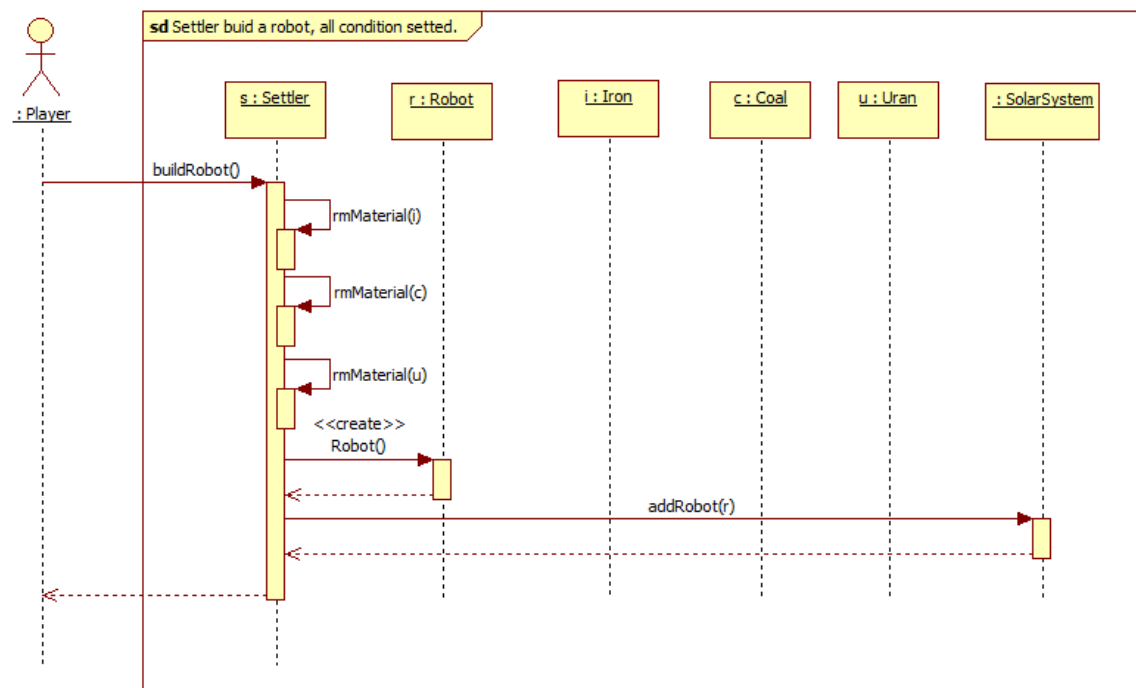 sd Settler buid a robot, all condition setted.
: Player
s : Settler
r : Robot
i : Iron
c : Coal
u : Uran
: SolarSystem
buildRobot()
rmMaterial(i)
rmMaterial(c)
rmMaterial(u)
<<create>>
Robot()
addRobot(r)